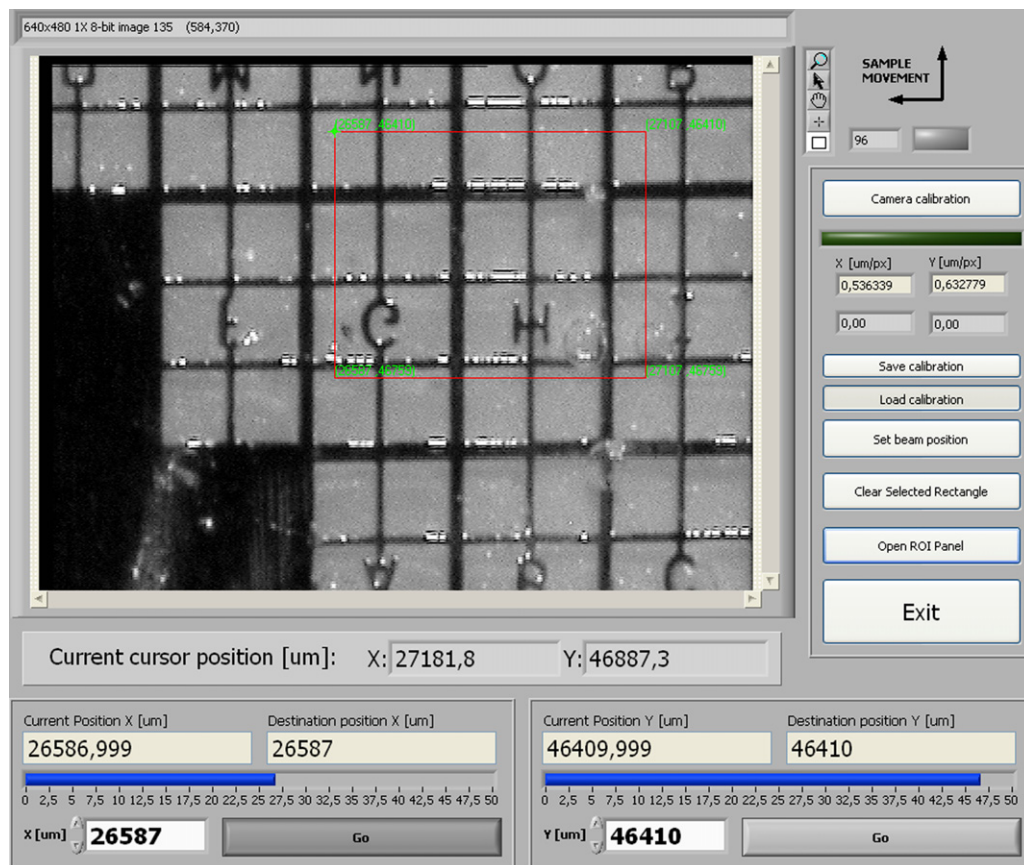 640x480 1X 8-bit image 135 (584,370)
SAMPLE
MOVEMENT
96
(26587 46410)
(27107 46410)
Camera calibration
X [um/px] Y [um/px]
0,536339 0,632779
0,00 0,00
C H
Save calibration
Load calibration
Set beam position
Clear Selected Rectangle
Open ROI Panel
Exit
Current cursor position [um]: X: 27181,8 Y: 46887,3
Current Position X [um] Destination position X [um]
26586,999 26587
0 2,5 5 7,5 10 12,5 15 17,5 20 22,5 25 27,5 30 32,5 35 37,5 40 42,5 45 47,5 50
X [um] 26587 Go
Current Position Y [um] Destination position Y [um]
46409,999 46410
0 2,5 5 7,5 10 12,5 15 17,5 20 22,5 25 27,5 30 32,5 35 37,5 40 42,5 45 47,5 50
Y [um] 46410 Go